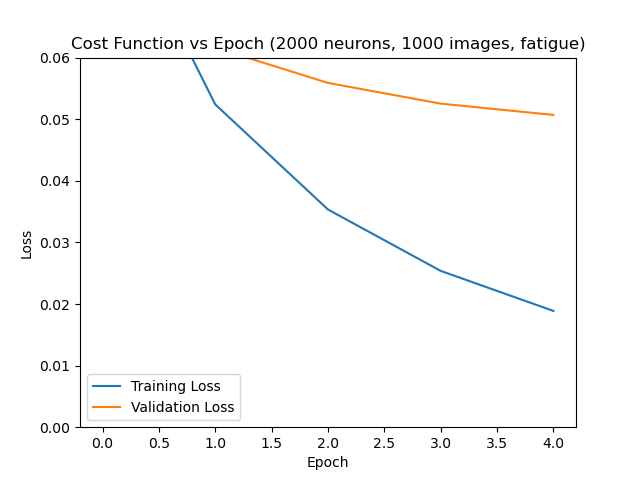 Cost Function vs Epoch (2000 neurons, 1000 images, fatigue)
0.06
0.05
0.04
0.03
0.02
0.01
0.00
Loss
Training Loss
Validation Loss
0.0 0.5 1.0 1.5 2.0 2.5 3.0 3.5 4.0
Epoch